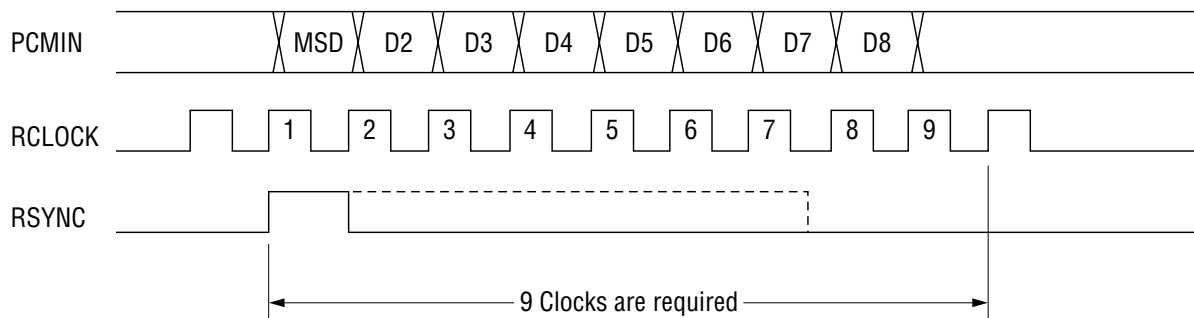 PCMIN MSD D2 D3 D4 D5 D6 D7 D8
RCLOCK 1 2 3 4 5 6 7 8 9
RSYNC
9 Clocks are required